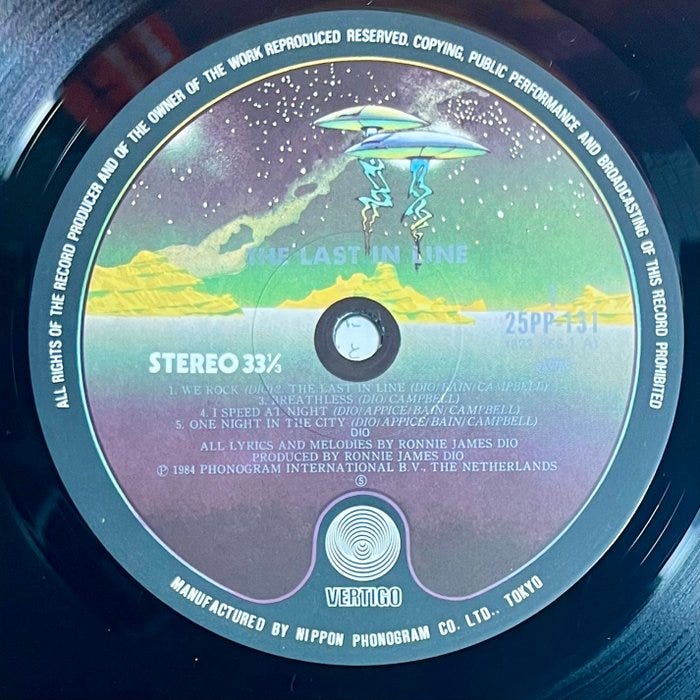 ALL RIGHTS OF THE RECORD PRODUCER AND OF THE OWNER OF THE WORK REPRODUCED RESERVED. COPYING, PUBLIC PERFORMANCE AND BROADCASTING OF THIS RECORD PROHIBITED
THE LAST IN LINE
1
25PP-131
STEREO 33⅓
1. WE ROCK (DIO) 2. THE LAST IN LINE (DIO/BAIN/CAMPBELL)
3. BREATHLESS (DIO/CAMPBELL)
4. I SPEED AT NIGHT (DIO/APPICE/BAIN/CAMPBELL)
5. ONE NIGHT IN THE CITY (DIO/APPICE/BAIN/CAMPBELL)
DIO
ALL LYRICS AND MELODIES BY RONNIE JAMES DIO
PRODUCED BY RONNIE JAMES DIO
Ⓟ 1984 PHONOGRAM INTERNATIONAL B.V., THE NETHERLANDS
Ⓢ
VERTIGO
MANUFACTURED BY NIPPON PHONOGRAM CO. LTD., TOKYO